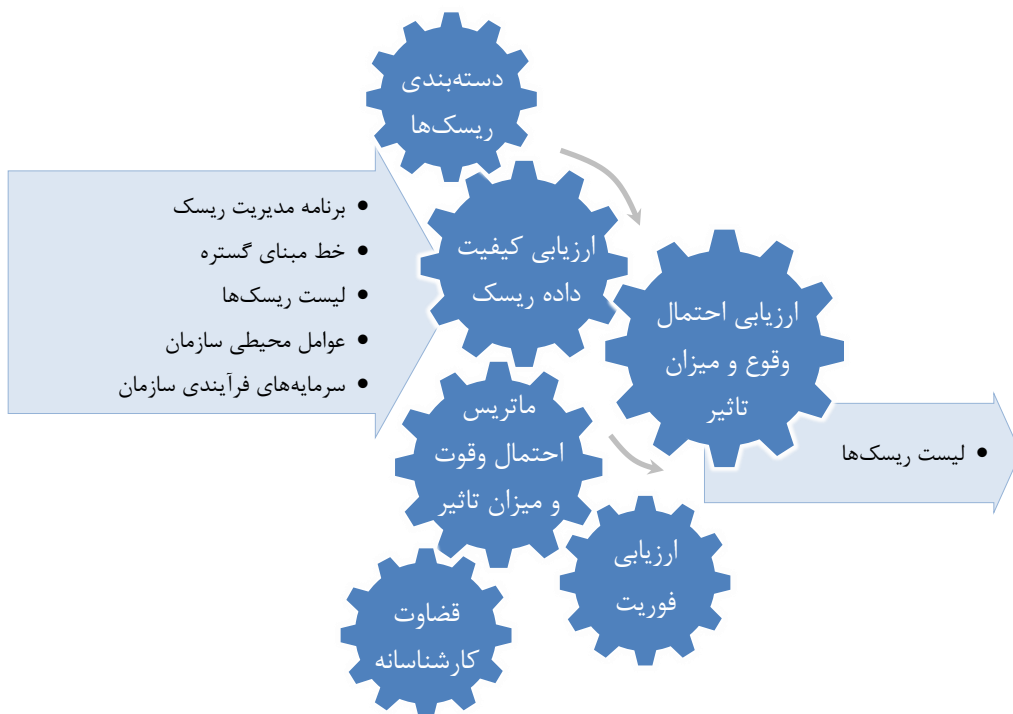 دسته‌بندی
ریسک‌ها
• برنامه مدیریت ریسک
• خط مبنای گستره
• لیست ریسک‌ها
• عوامل محیطی سازمان
• سرمایه‌های فرآیندی سازمان
ارزیابی کیفیت
داده ریسک
ارزیابی احتمال
وقوع و میزان
تاثیر
ماتریس
احتمال وقوت
و میزان تاثیر
ارزیابی
فوریت
قضاوت
کارشناسانه
• لیست ریسک‌ها